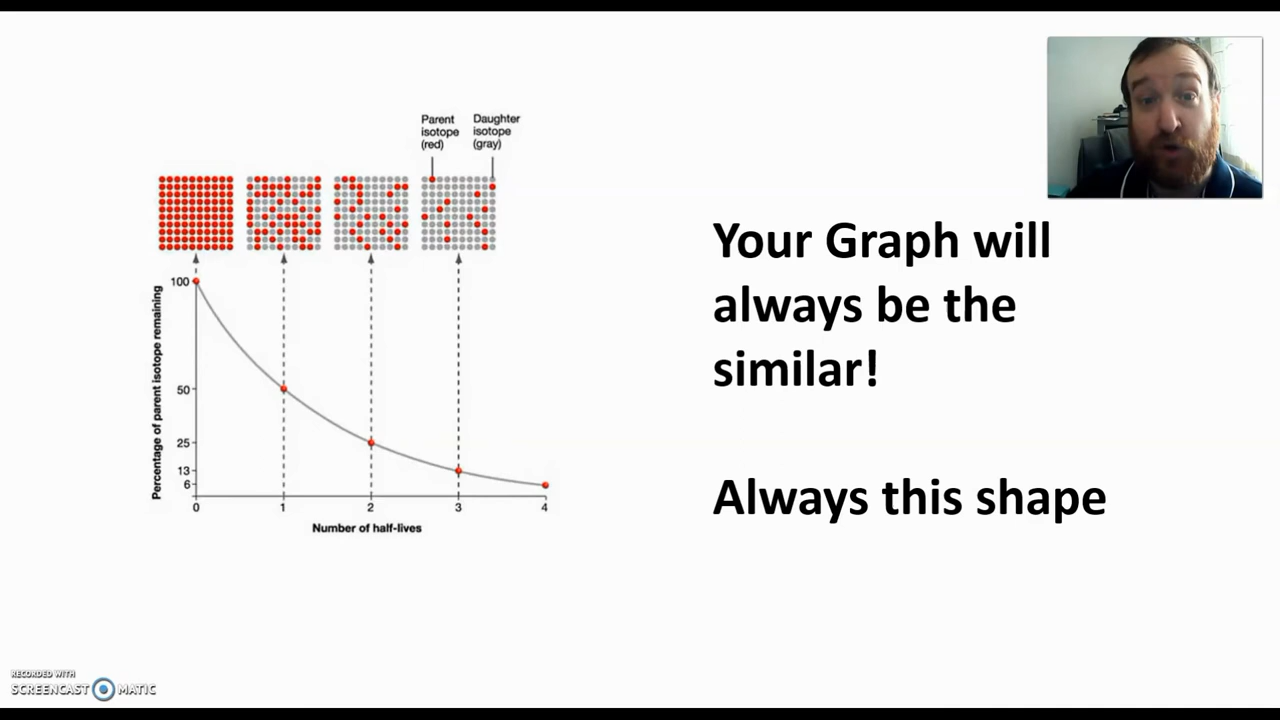 Parent
isotope
(red)
Daughter
isotope
(gray)
Your Graph will
always be the
similar!
Always this shape
Percentage of parent isotope remaining
100
50
25
13
6
0 1 2 3 4
Number of half-lives
RECORDED WITH
SCREENCAST MATIC